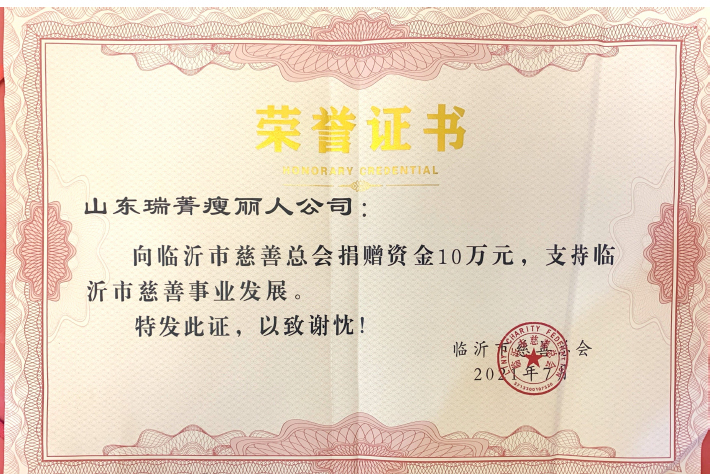 荣誉证书
HONORARY CREDENTIAL
山东瑞菁瘦丽人公司：
向临沂市慈善总会捐赠资金10万元，支持临
沂市慈善事业发展。
特发此证，以致谢忱！
临沂市慈善总会
2021年7月